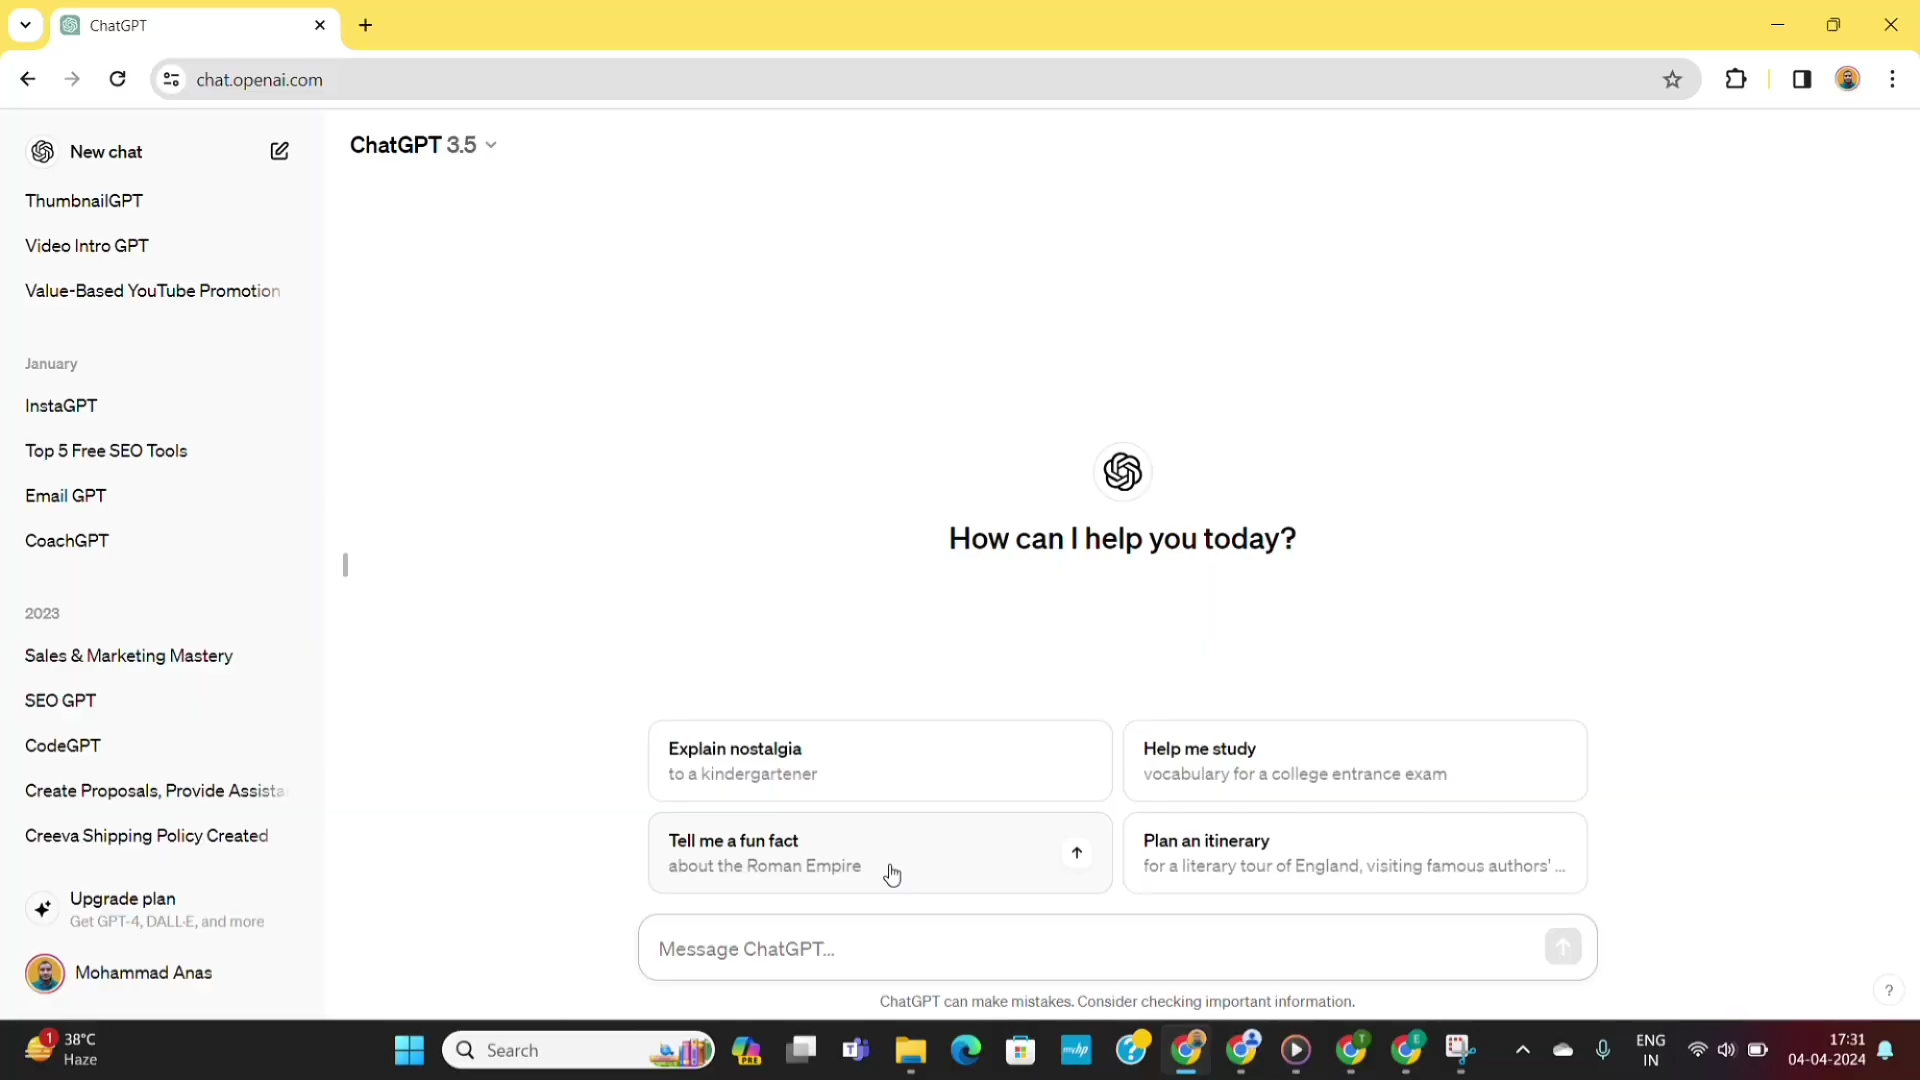 ChatGPT
chat.openai.com
New chat
ChatGPT 3.5
ThumbnailGPT
Video Intro GPT
Value-Based YouTube Promotion
January
InstaGPT
Top 5 Free SEO Tools
Email GPT
CoachGPT
2023
Sales & Marketing Mastery
SEO GPT
CodeGPT
Create Proposals, Provide Assista
Creeva Shipping Policy Created
Upgrade plan
Get GPT-4, DALL·E, and more
Mohammad Anas
How can I help you today?
Explain nostalgia
to a kindergartener
Help me study
vocabulary for a college entrance exam
Tell me a fun fact
about the Roman Empire
Plan an itinerary
for a literary tour of England, visiting famous authors' ...
Message ChatGPT...
ChatGPT can make mistakes. Consider checking important information.
?
1
38°C
Haze
Search
PRE
myhp
T
E
ENG
IN
17:31
04-04-2024